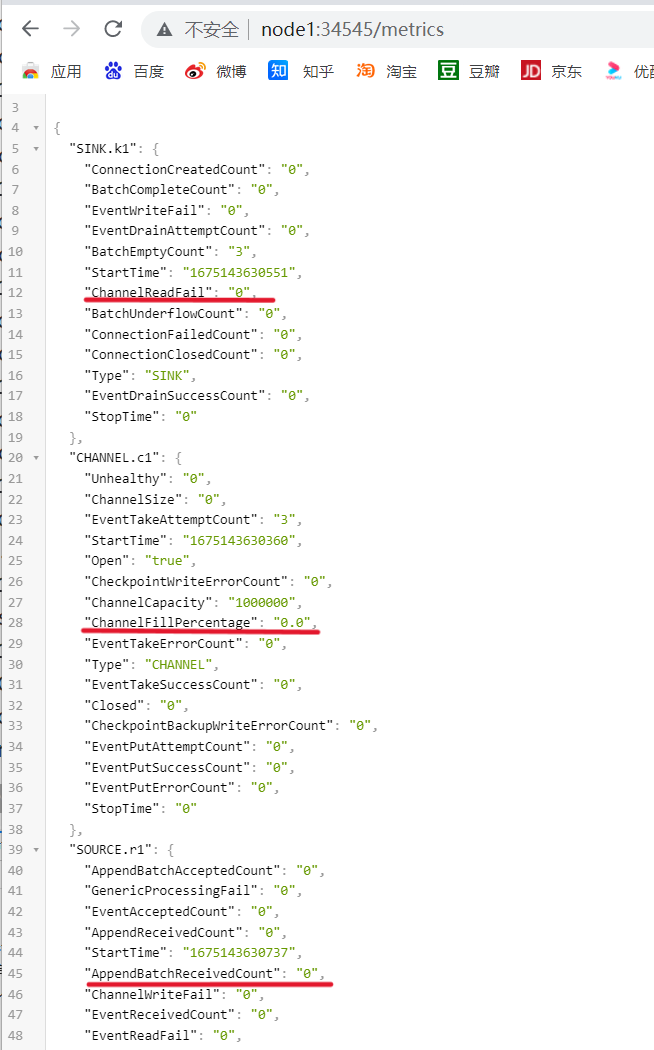 不安全 node1:34545/metrics
应用 百度 微博 知 知乎 淘 淘宝 豆 豆瓣 JD 京东
3
4 {
5 "SINK.k1": {
6 "ConnectionCreatedCount": "0",
7 "BatchCompleteCount": "0",
8 "EventWriteFail": "0",
9 "EventDrainAttemptCount": "0",
10 "BatchEmptyCount": "3",
11 "StartTime": "1675143630551",
12 "ChannelReadFail": "0",
13 "BatchUnderflowCount": "0",
14 "ConnectionFailedCount": "0",
15 "ConnectionClosedCount": "0",
16 "Type": "SINK",
17 "EventDrainSuccessCount": "0",
18 "StopTime": "0"
19 },
20 "CHANNEL.c1": {
21 "Unhealthy": "0",
22 "ChannelSize": "0",
23 "EventTakeAttemptCount": "3",
24 "StartTime": "1675143630360",
25 "Open": "true",
26 "CheckpointWriteErrorCount": "0",
27 "ChannelCapacity": "1000000",
28 "ChannelFillPercentage": "0.0",
29 "EventTakeErrorCount": "0",
30 "Type": "CHANNEL",
31 "EventTakeSuccessCount": "0",
32 "Closed": "0",
33 "CheckpointBackupWriteErrorCount": "0",
34 "EventPutAttemptCount": "0",
35 "EventPutSuccessCount": "0",
36 "EventPutErrorCount": "0",
37 "StopTime": "0"
38 },
39 "SOURCE.r1": {
40 "AppendBatchAcceptedCount": "0",
41 "GenericProcessingFail": "0",
42 "EventAcceptedCount": "0",
43 "AppendReceivedCount": "0",
44 "StartTime": "1675143630737",
45 "AppendBatchReceivedCount": "0",
46 "ChannelWriteFail": "0",
47 "EventReceivedCount": "0",
48 "EventReadFail": "0",